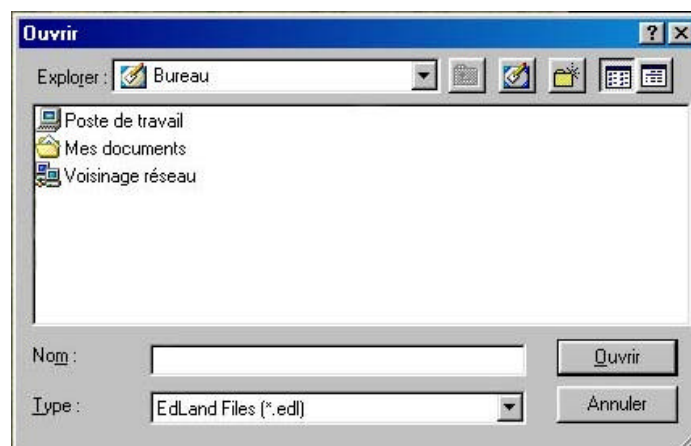 Ouvrir
Explorer : Bureau
Poste de travail
Mes documents
Voisinage réseau
Nom :
Ouvrir
Type : EdLand Files (*.edl)
Annuler